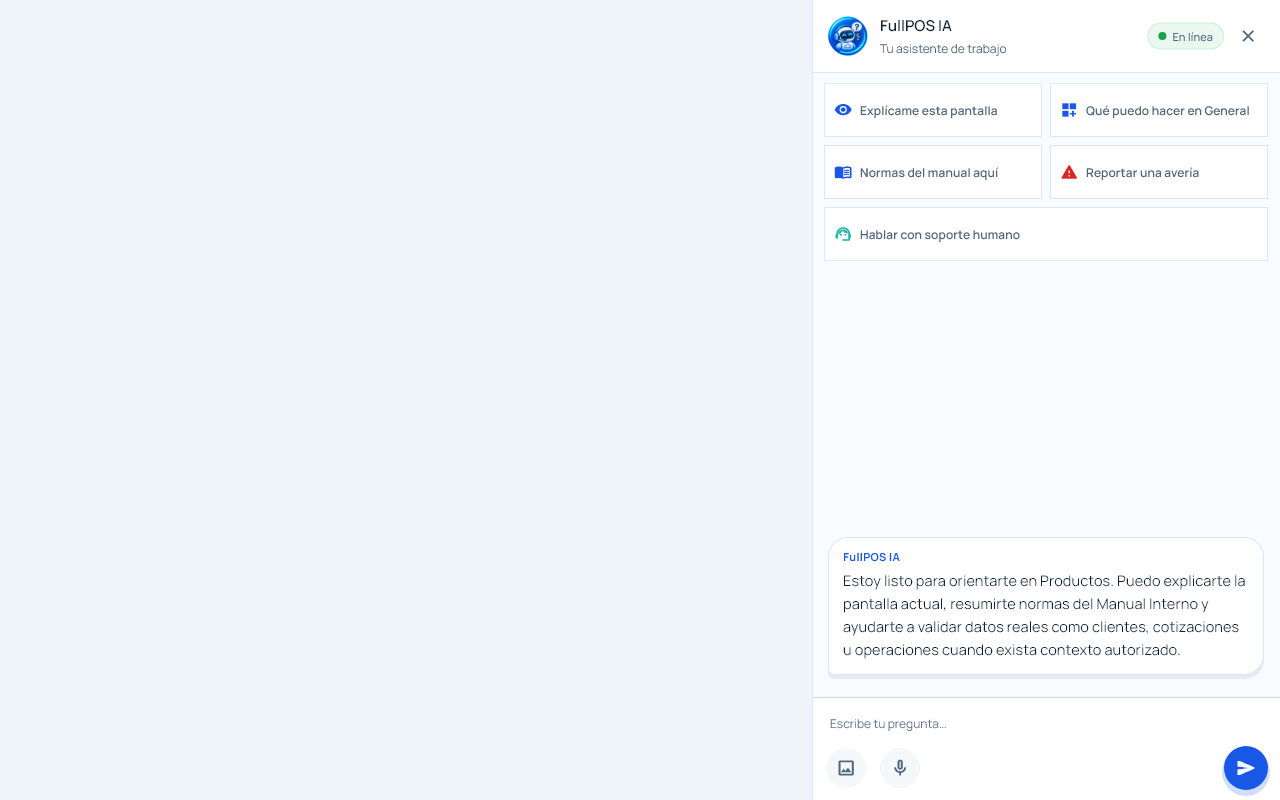 FullPOS IA
Tu asistente de trabajo
En línea
Explícame esta pantalla
Qué puedo hacer en General
Normas del manual aquí
Reportar una avería
Hablar con soporte humano
FullPOS IA
Estoy listo para orientarte en Productos. Puedo explicarte la
pantalla actual, resumirte normas del Manual Interno y
ayudarte a validar datos reales como clientes, cotizaciones
u operaciones cuando exista contexto autorizado.
Escribe tu pregunta...